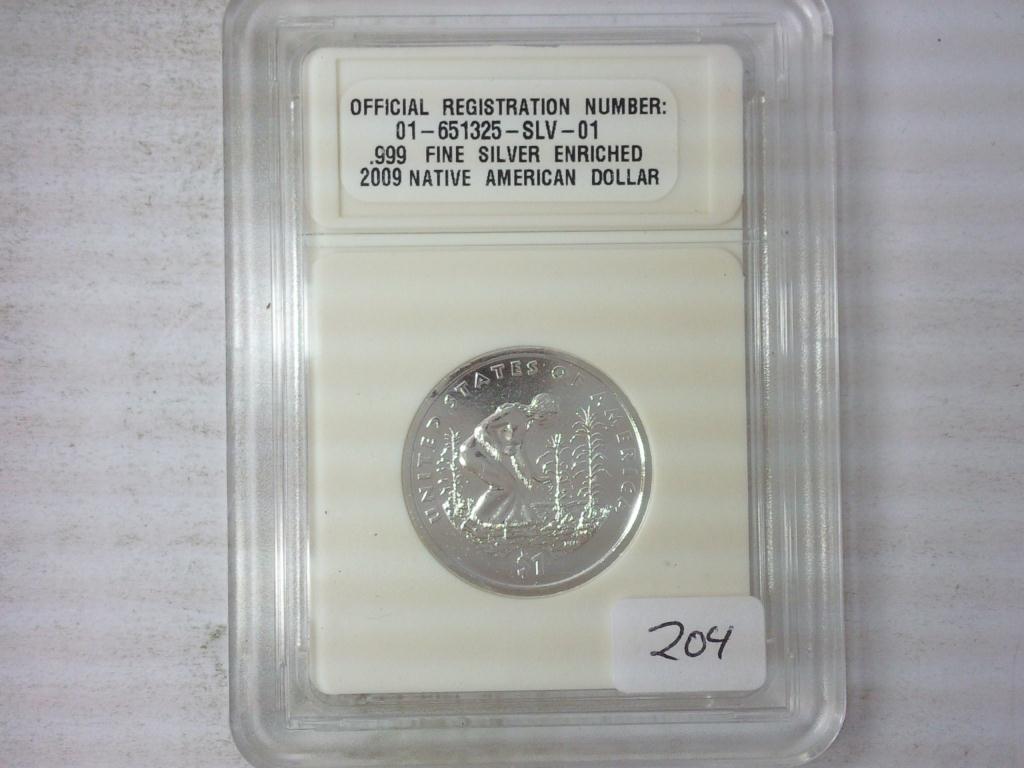 OFFICIAL REGISTRATION NUMBER:
01-651325-SLV-01
.999 FINE SILVER ENRICHED
2009 NATIVE AMERICAN DOLLAR
UNITED STATES OF AMERICA
$1
204